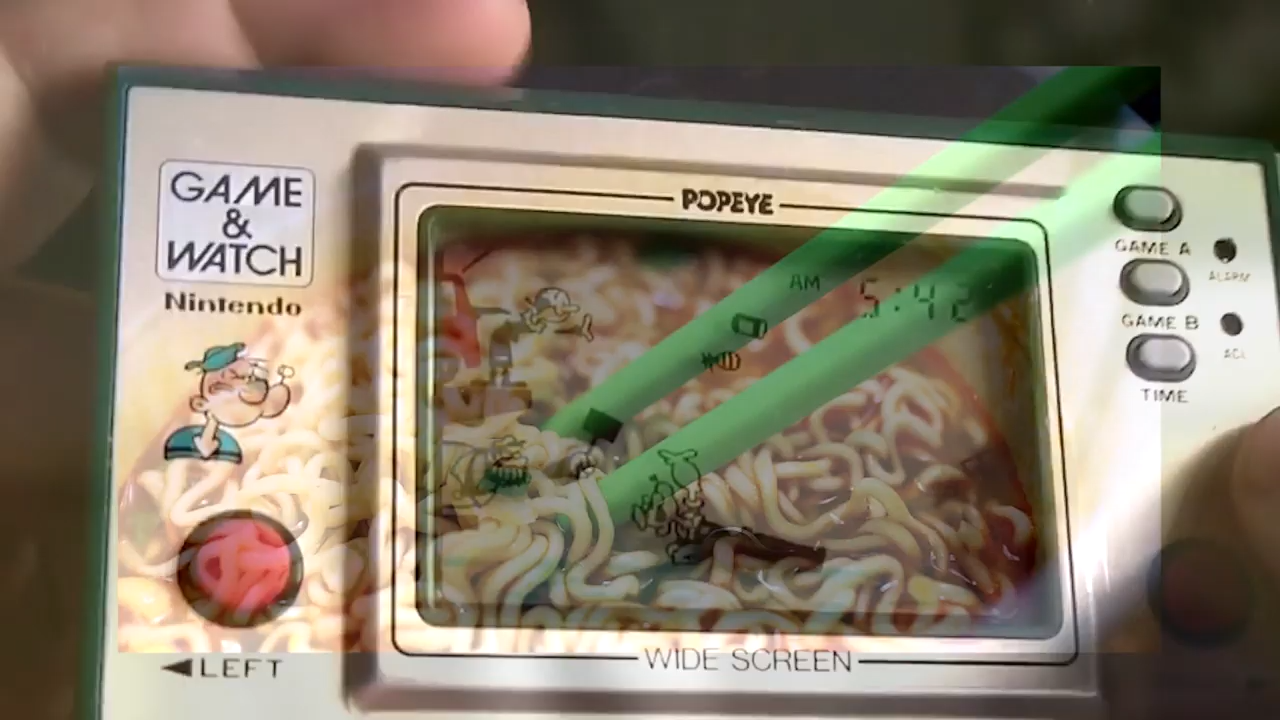 GAME
&
WATCH
Nintendo
POPEYE
AM 5:42
GAME A
ALARM
GAME B
ACL
TIME
◀LEFT
WIDE SCREEN